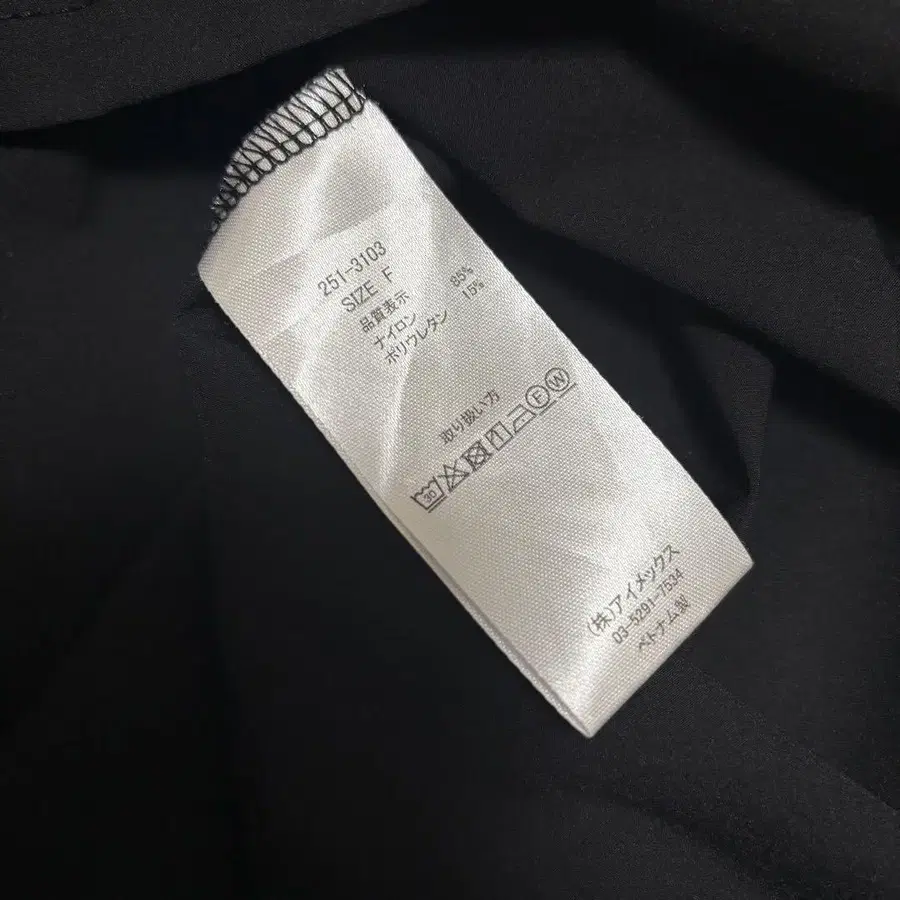 251-3103
SIZE F
品質表示
ナイロン 85%
ポリウレタン 15%
取り扱い方
30 F W
(株)アイメックス
03-5291-7534
ベトナム製